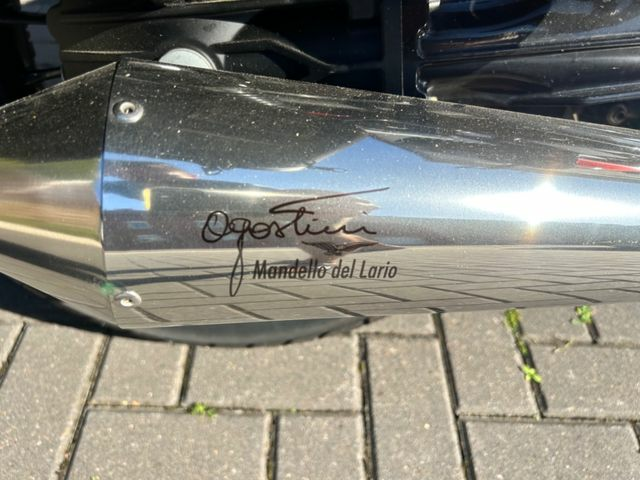 Agostini
Mandello del Lario